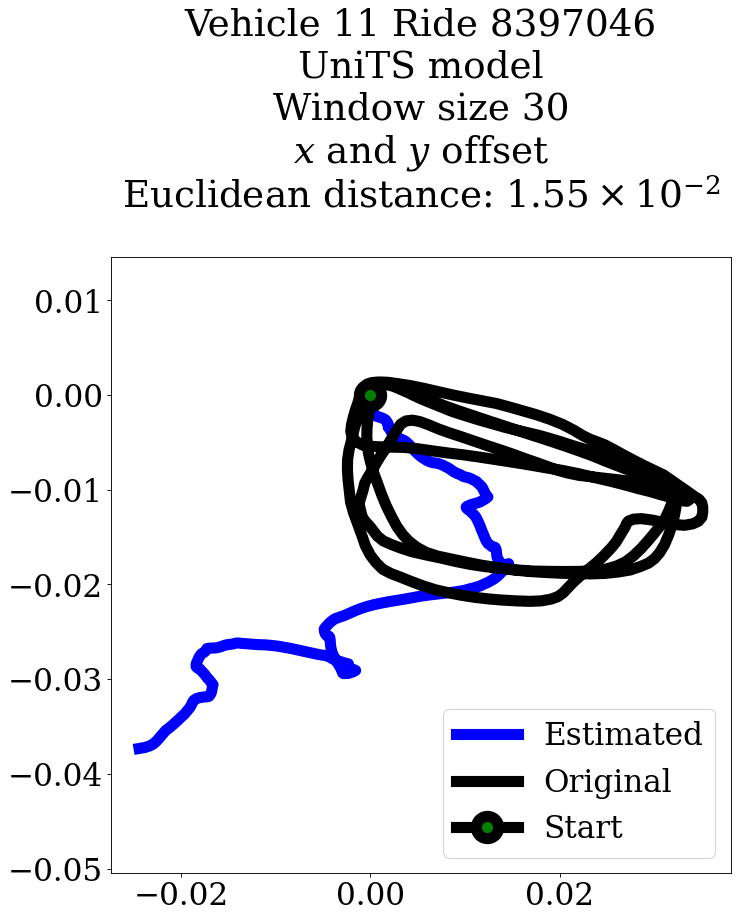 Vehicle 11 Ride 8397046
UniTS model
Window size 30
x and y offset
Euclidean distance: 1.55 × 10⁻²
0.01
0.00
−0.01
−0.02
−0.03
−0.04
−0.05
−0.02
0.00
0.02
Estimated
Original
Start